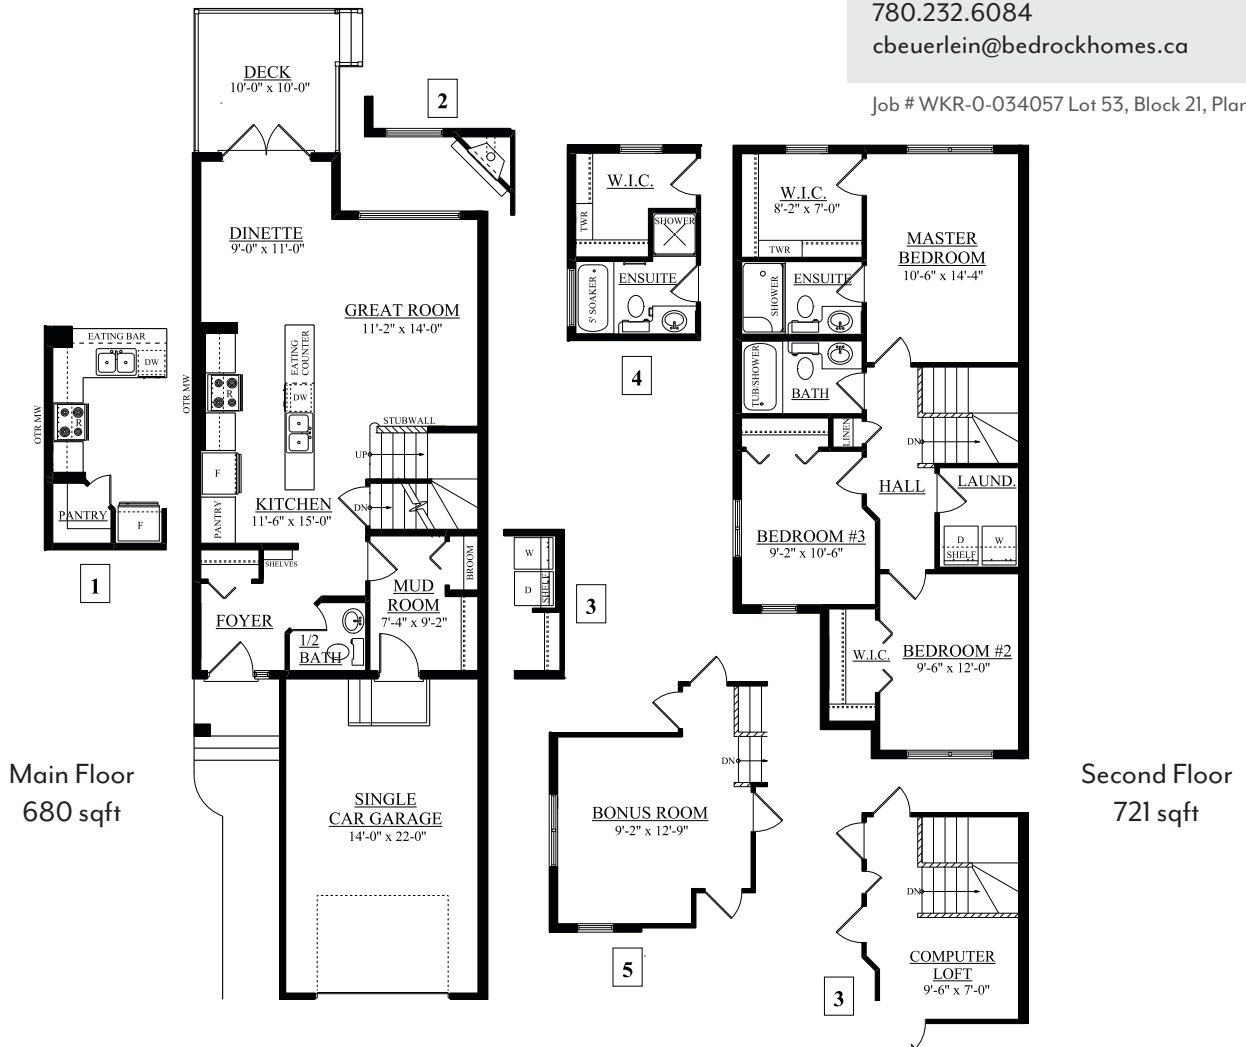 780.232.6084
cbeuerlein@bedrockhomes.ca
Job # WKR-0-034057 Lot 53, Block 21, Plan
DECK
10'-0" x 10'-0"
2
DINETTE
9'-0" x 11'-0"
GREAT ROOM
11'-2" x 14'-0"
EATING COUNTER
OTR MW
R
DW
STUBWALL
UP
F
DN
KITCHEN
11'-6" x 15'-0"
PANTRY
SHELVES
BROOM
MUD
ROOM
7'-4" x 9'-2"
FOYER
1/2
BATH
SINGLE
CAR GARAGE
14'-0" x 22'-0"
Main Floor
680 sqft
EATING BAR
DW
OTR MW
R
PANTRY
F
1
W
D
SHELF
3
W.I.C.
TWR
SHOWER
5' SOAKER
ENSUITE
4
W.I.C.
8'-2" x 7'-0"
TWR
MASTER
BEDROOM
10'-6" x 14'-4"
SHOWER
ENSUITE
TUB/SHOWER
BATH
LINEN
DN
HALL
LAUND.
D
W
SHELF
BEDROOM #3
9'-2" x 10'-6"
W.I.C.
BEDROOM #2
9'-6" x 12'-0"
Second Floor
721 sqft
DN
BONUS ROOM
9'-2" x 12'-9"
5
DN
COMPUTER
LOFT
9'-6" x 7'-0"
3